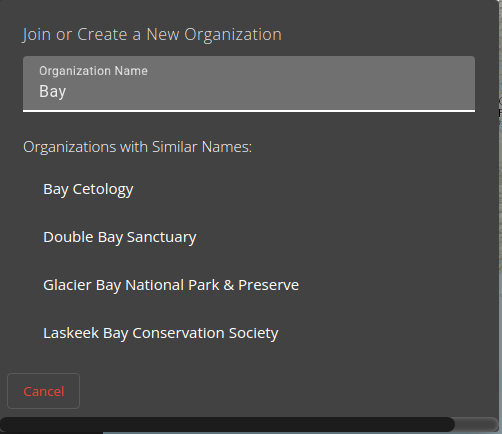 Join or Create a New Organization
Organization Name
Bay
Organizations with Similar Names:
Bay Cetology
Double Bay Sanctuary
Glacier Bay National Park & Preserve
Laskeek Bay Conservation Society
Cancel